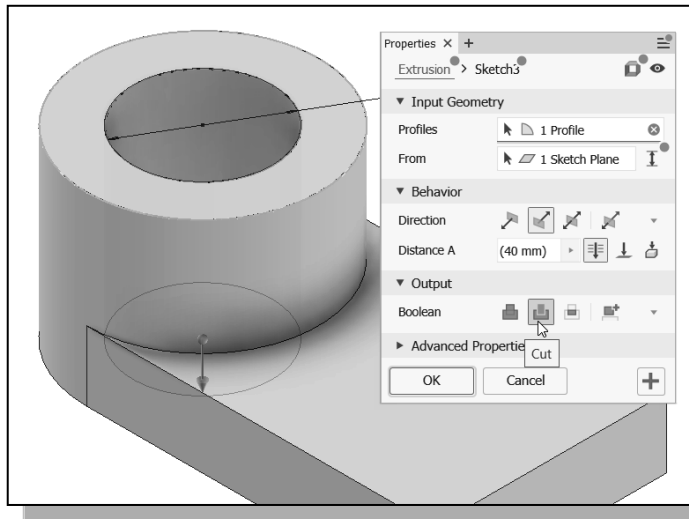 Properties × +
Extrusion > Sketch3
▼ Input Geometry
Profiles 1 Profile
From 1 Sketch Plane
▼ Behavior
Direction
Distance A (40 mm)
▼ Output
Boolean
► Advanced Propertie
Cut
OK Cancel +